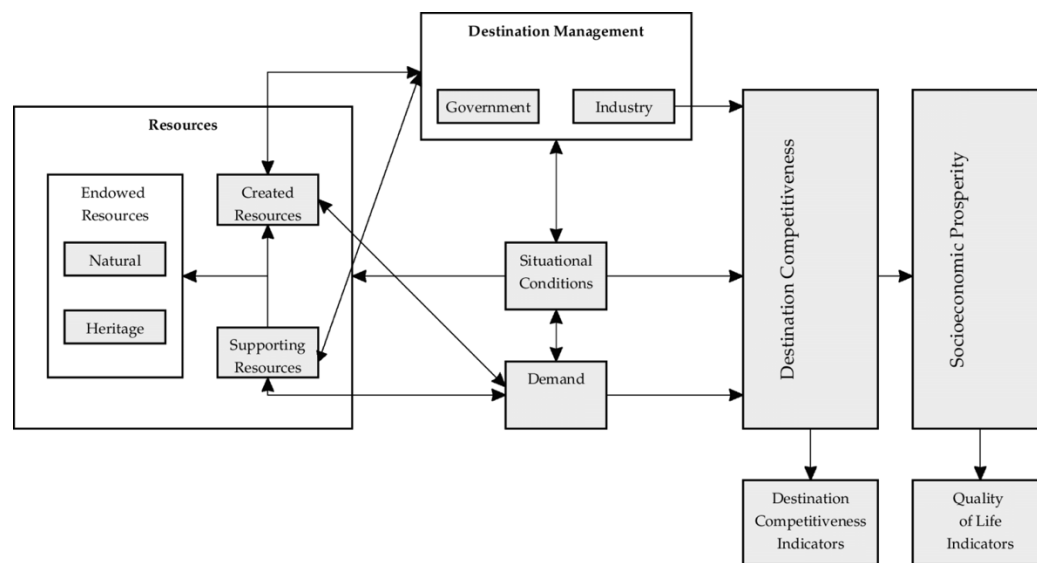 Destination Management
Government
Industry
Resources
Endowed
Resources
Natural
Heritage
Created
Resources
Supporting
Resources
Situational
Conditions
Demand
Destination Competitiveness
Socioeconomic Prosperity
Destination
Competitiveness
Indicators
Quality
of Life
Indicators